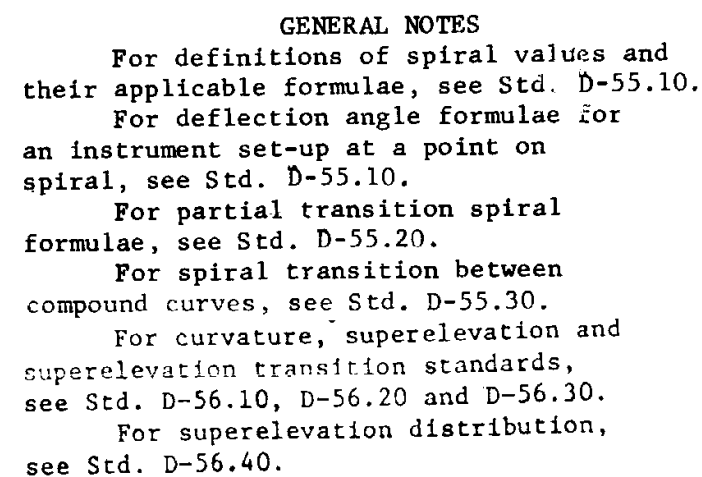 GENERAL NOTES
For definitions of spiral values and
their applicable formulae, see Std. D-55.10.
For deflection angle formulae for
an instrument set-up at a point on
spiral, see Std. D-55.10.
For partial transition spiral
formulae, see Std. D-55.20.
For spiral transition between
compound curves, see Std. D-55.30.
For curvature, superelevation and
superelevation transition standards,
see Std. D-56.10, D-56.20 and D-56.30.
For superelevation distribution,
see Std. D-56.40.